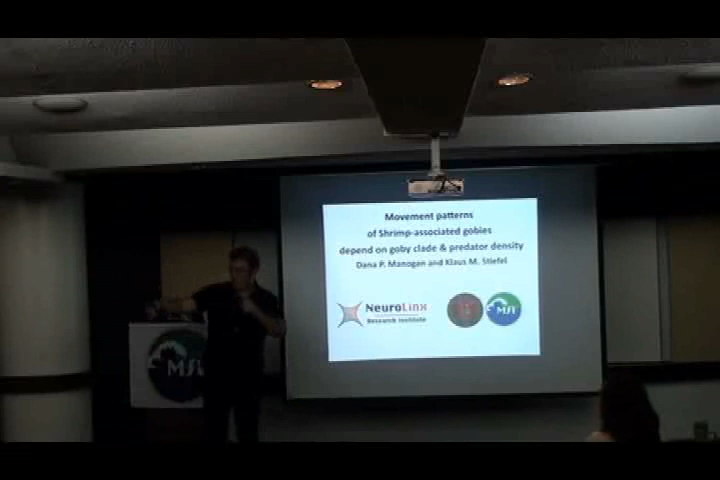 Movement patterns
of Shrimp-associated gobies
depend on goby clade & predator density
Dana P. Manogan and Klaus M. Stiefel
NeuroLinx
Research Institute
MSI
MSI